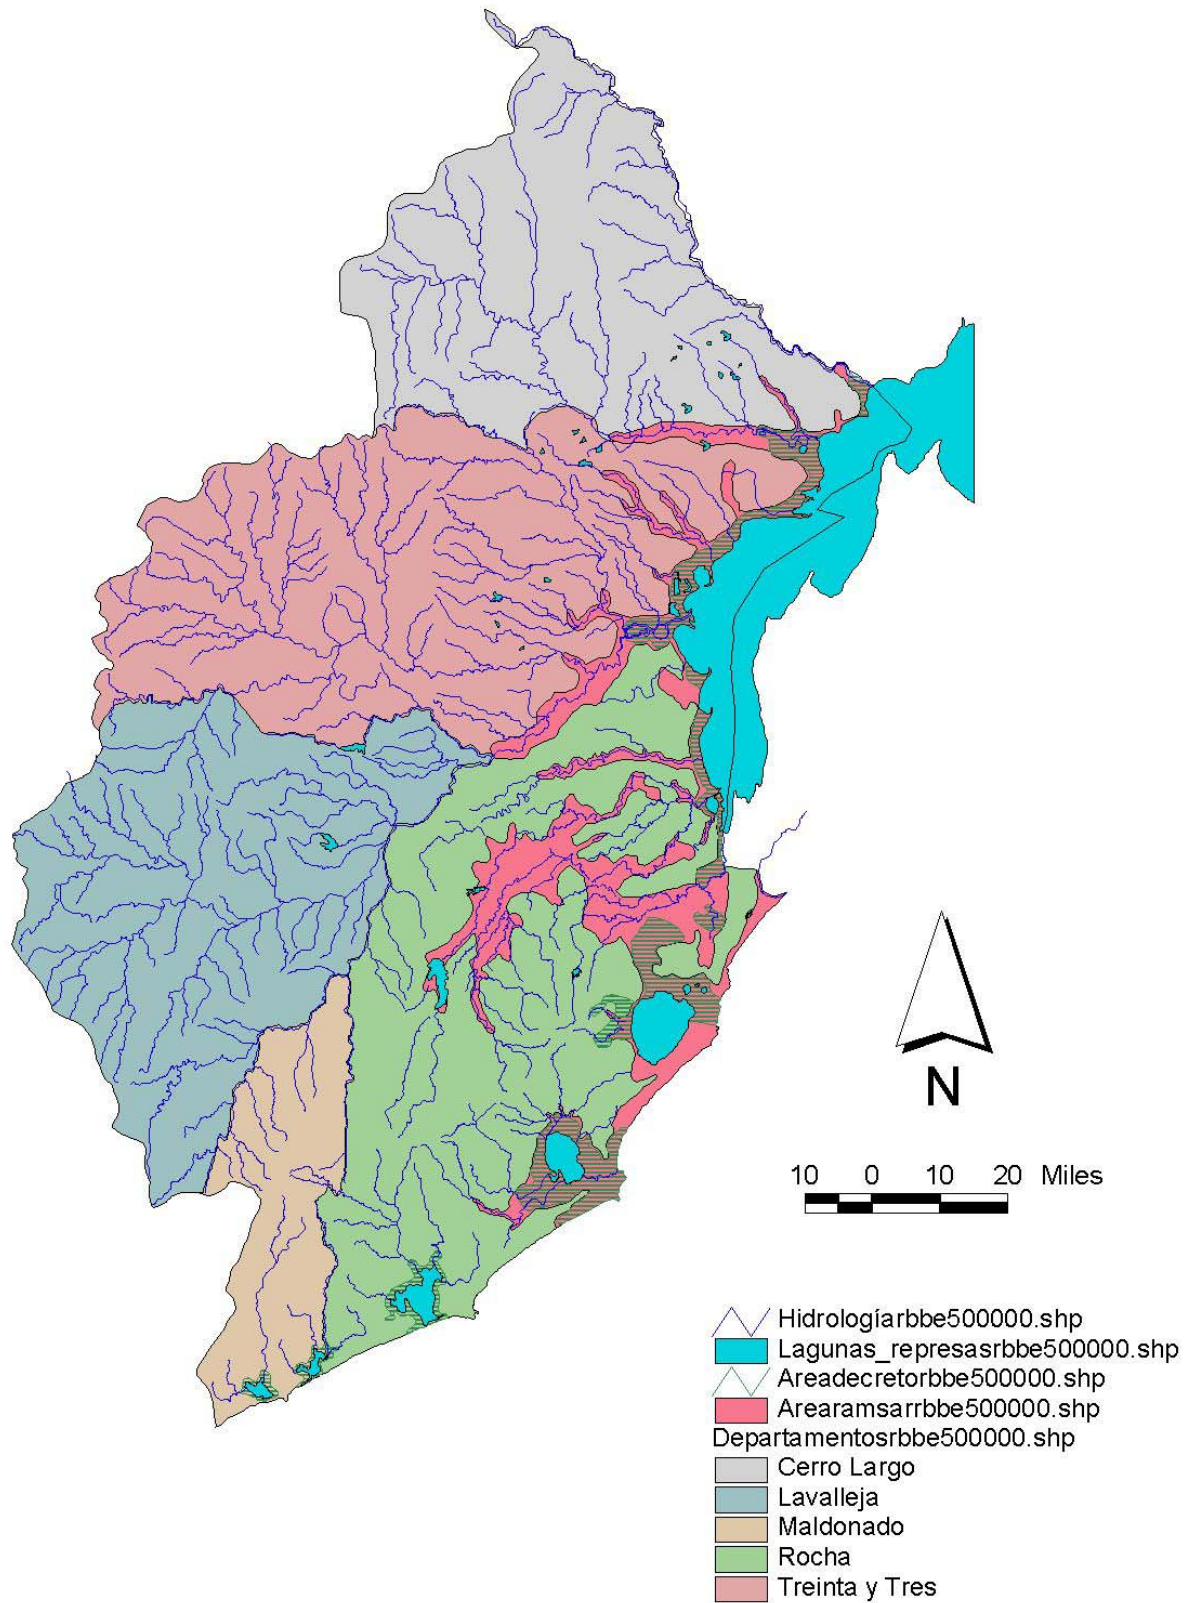 N
10 0 10 20 Miles
Hidrologíarbbe500000.shp
Lagunas_represasrbbe500000.shp
Areadecretorbbe500000.shp
Arearamsarrbbe500000.shp
Departamentosrbbe500000.shp
Cerro Largo
Lavalleja
Maldonado
Rocha
Treinta y Tres